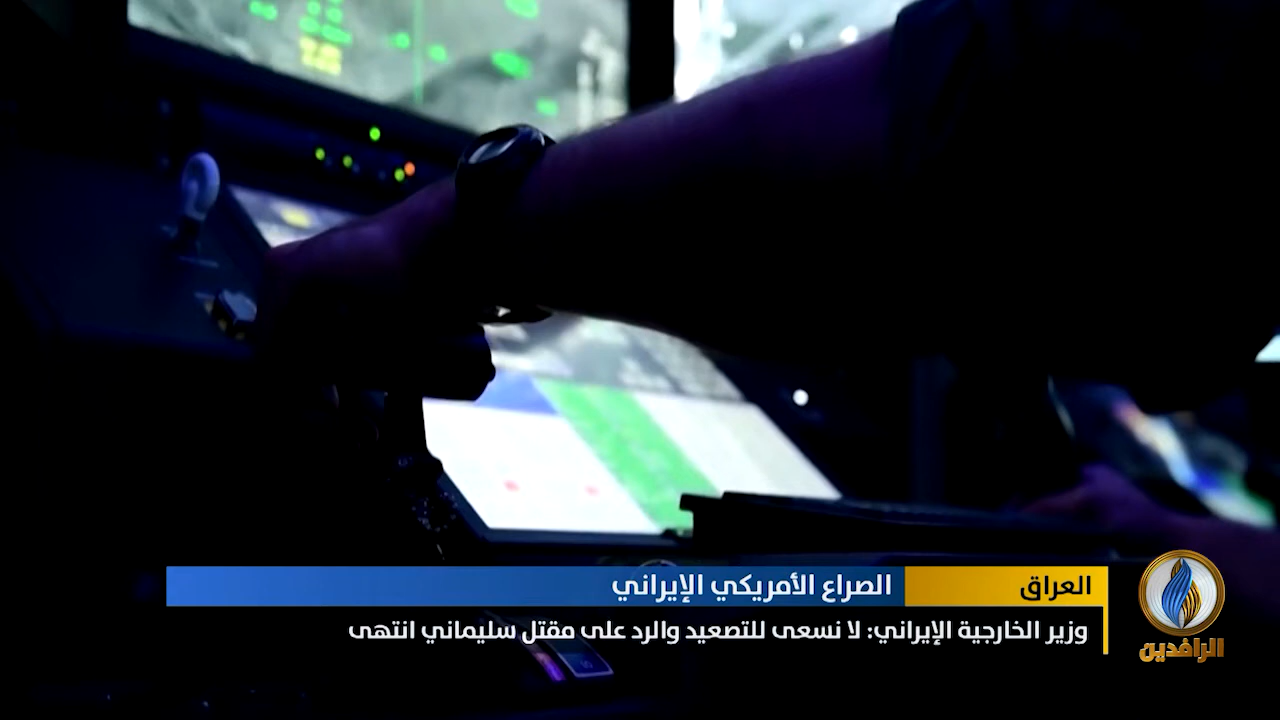 العراق
الصراع الأمريكي الإيراني
وزير الخارجية الإيراني: لا نسعى للتصعيد والرد على مقتل سليماني انتهى
الرافدين